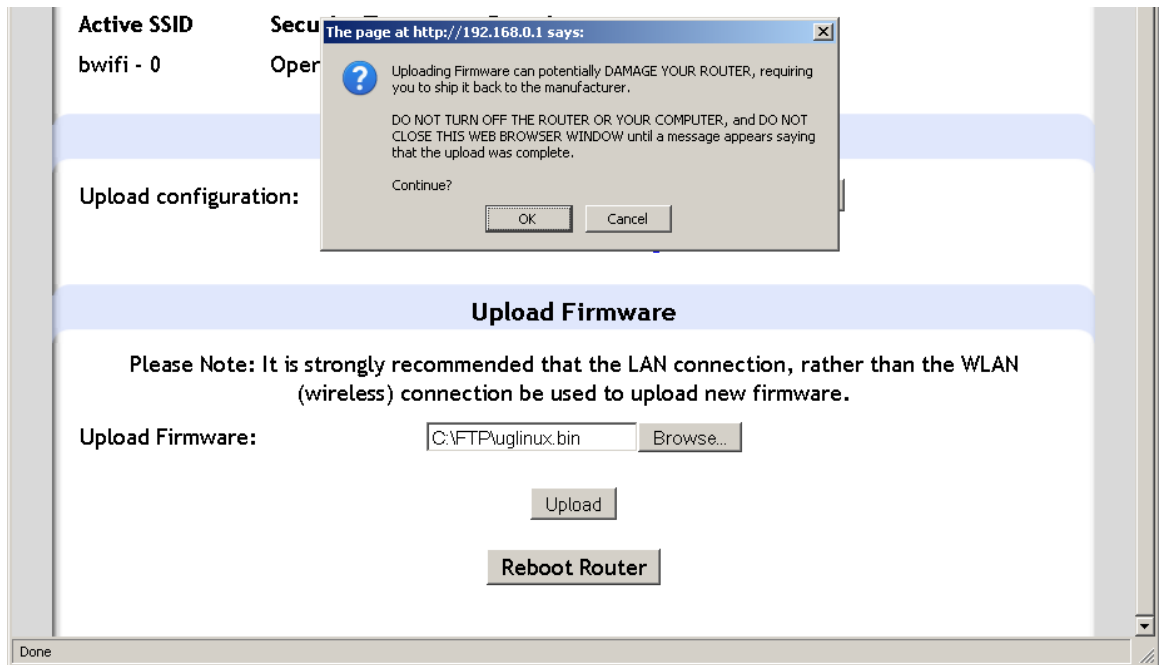 Active SSID
Secu
The page at http://192.168.0.1 says:
bwifi - 0
Oper
Uploading Firmware can potentially DAMAGE YOUR ROUTER, requiring
you to ship it back to the manufacturer.
DO NOT TURN OFF THE ROUTER OR YOUR COMPUTER, and DO NOT
CLOSE THIS WEB BROWSER WINDOW until a message appears saying
that the upload was complete.
Continue?
OK
Cancel
Upload configuration:
Upload Firmware
Please Note: It is strongly recommended that the LAN connection, rather than the WLAN
(wireless) connection be used to upload new firmware.
Upload Firmware:
C:\FTP\uglinux.bin
Browse...
Upload
Reboot Router
Done